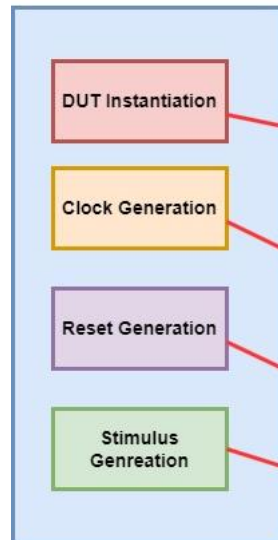 DUT Instantiation
Clock Generation
Reset Generation
Stimulus
Genreation